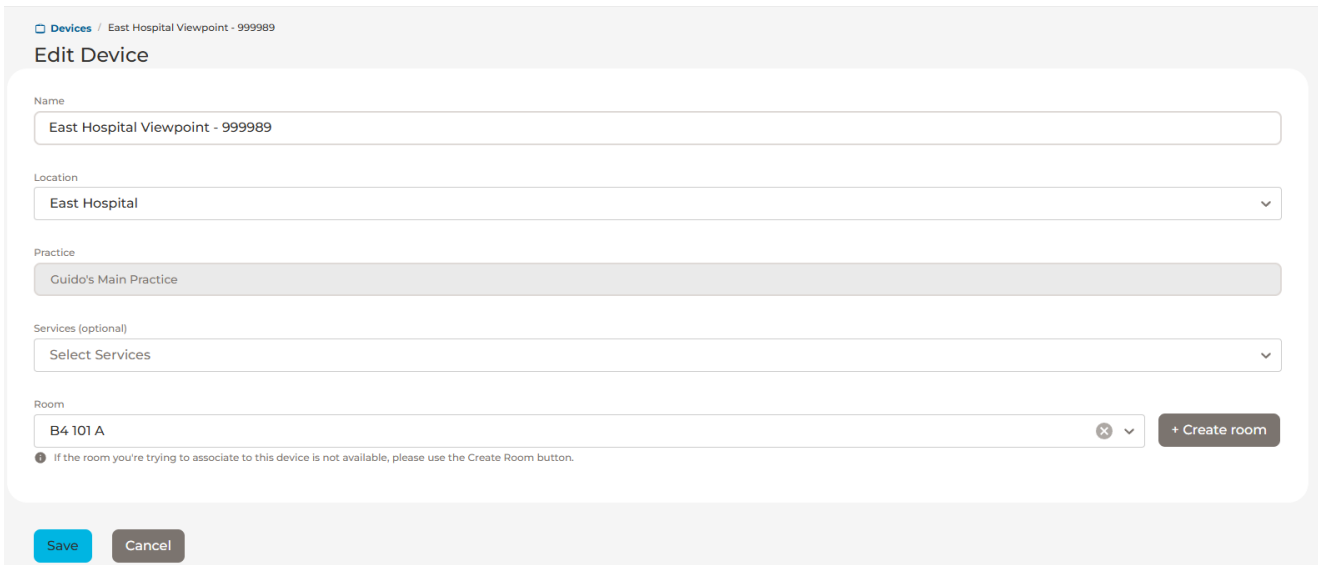 Devices / East Hospital Viewpoint - 999989
Edit Device
Name
East Hospital Viewpoint - 999989
Location
East Hospital
Practice
Guido's Main Practice
Services (optional)
Select Services
Room
B4 101 A
+ Create room
If the room you're trying to associate to this device is not available, please use the Create Room button.
Save Cancel